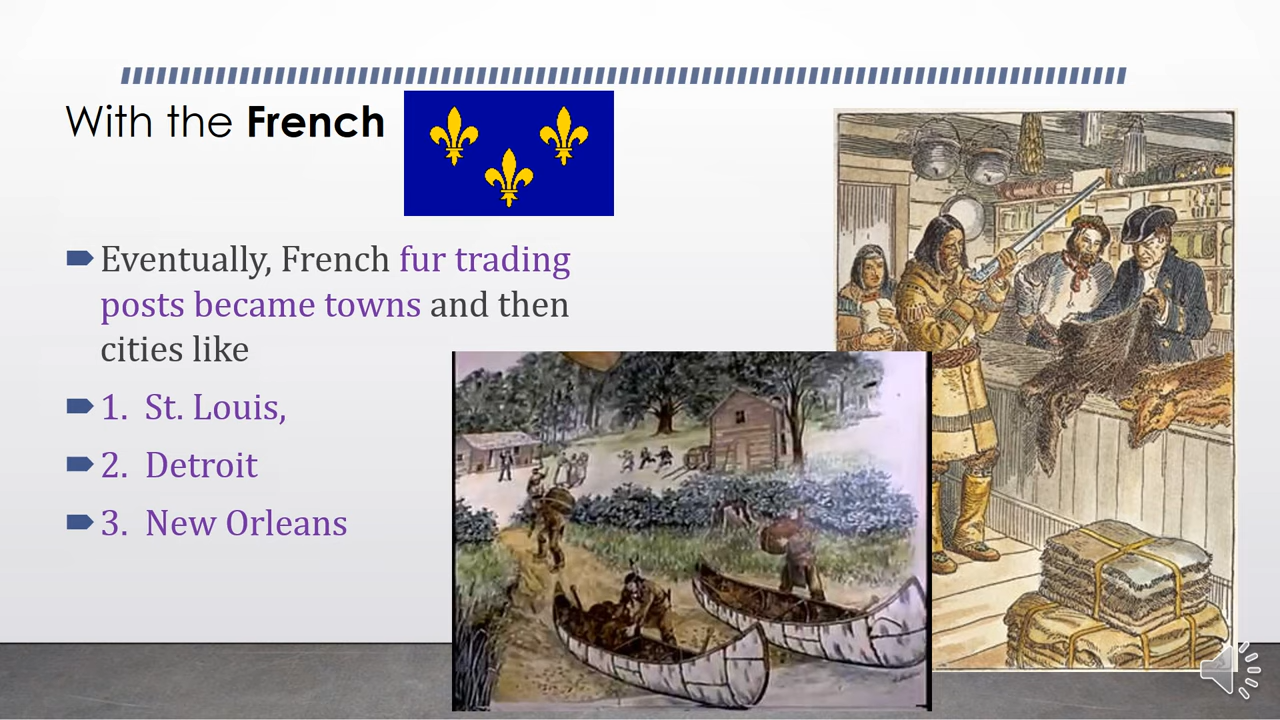 With the French
Eventually, French fur trading
posts became towns and then
cities like
1. St. Louis,
2. Detroit
3. New Orleans